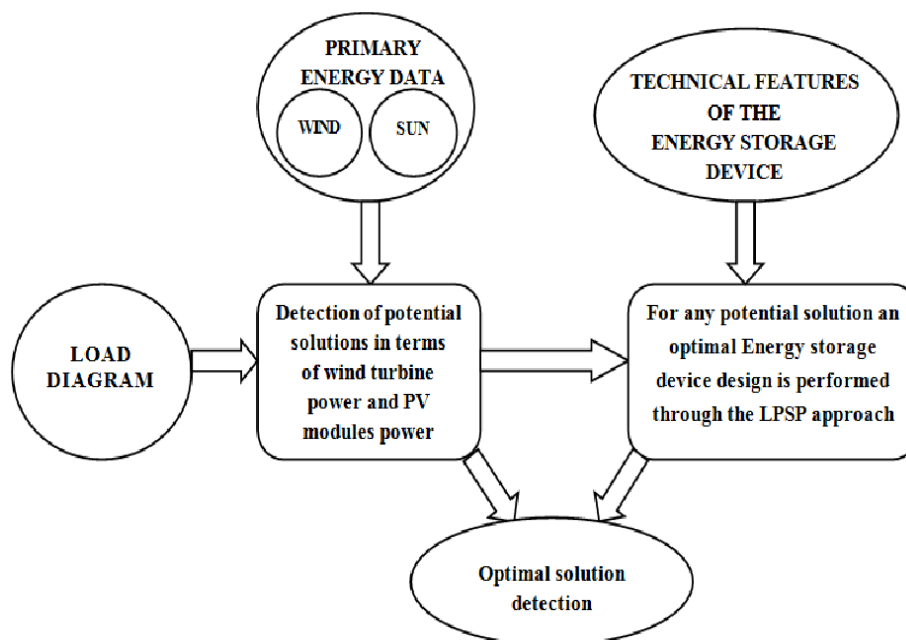 PRIMARY
ENERGY DATA
WIND
SUN
TECHNICAL FEATURES
OF THE
ENERGY STORAGE
DEVICE
LOAD
DIAGRAM
Detection of potential
solutions in terms
of wind turbine
power and PV
modules power
For any potential solution an
optimal Energy storage
device design is performed
through the LPSP approach
Optimal solution
detection